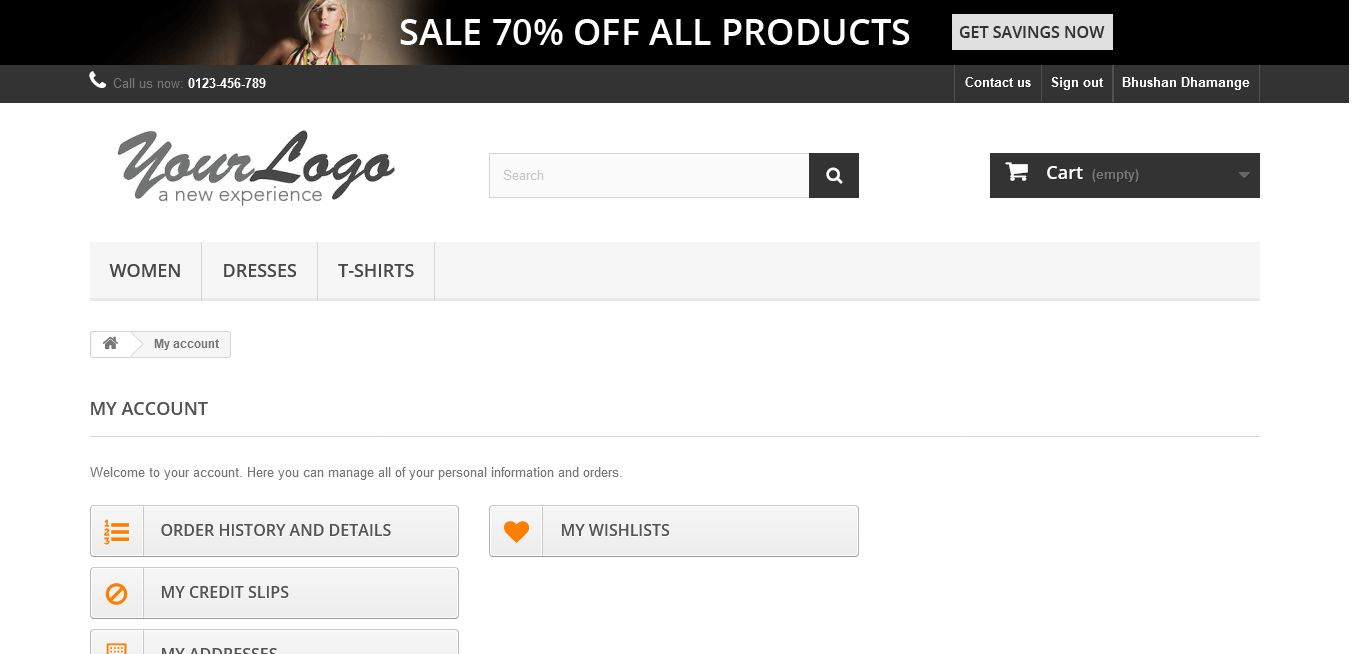 SALE 70% OFF ALL PRODUCTS GET SAVINGS NOW
Call us now: 0123-456-789 Contact us Sign out Bhushan Dhamange
YourLogo
a new experience
Search
Cart (empty)
WOMEN DRESSES T-SHIRTS
My account
MY ACCOUNT
Welcome to your account. Here you can manage all of your personal information and orders.
ORDER HISTORY AND DETAILS MY WISHLISTS
MY CREDIT SLIPS
MY ADDRESSES